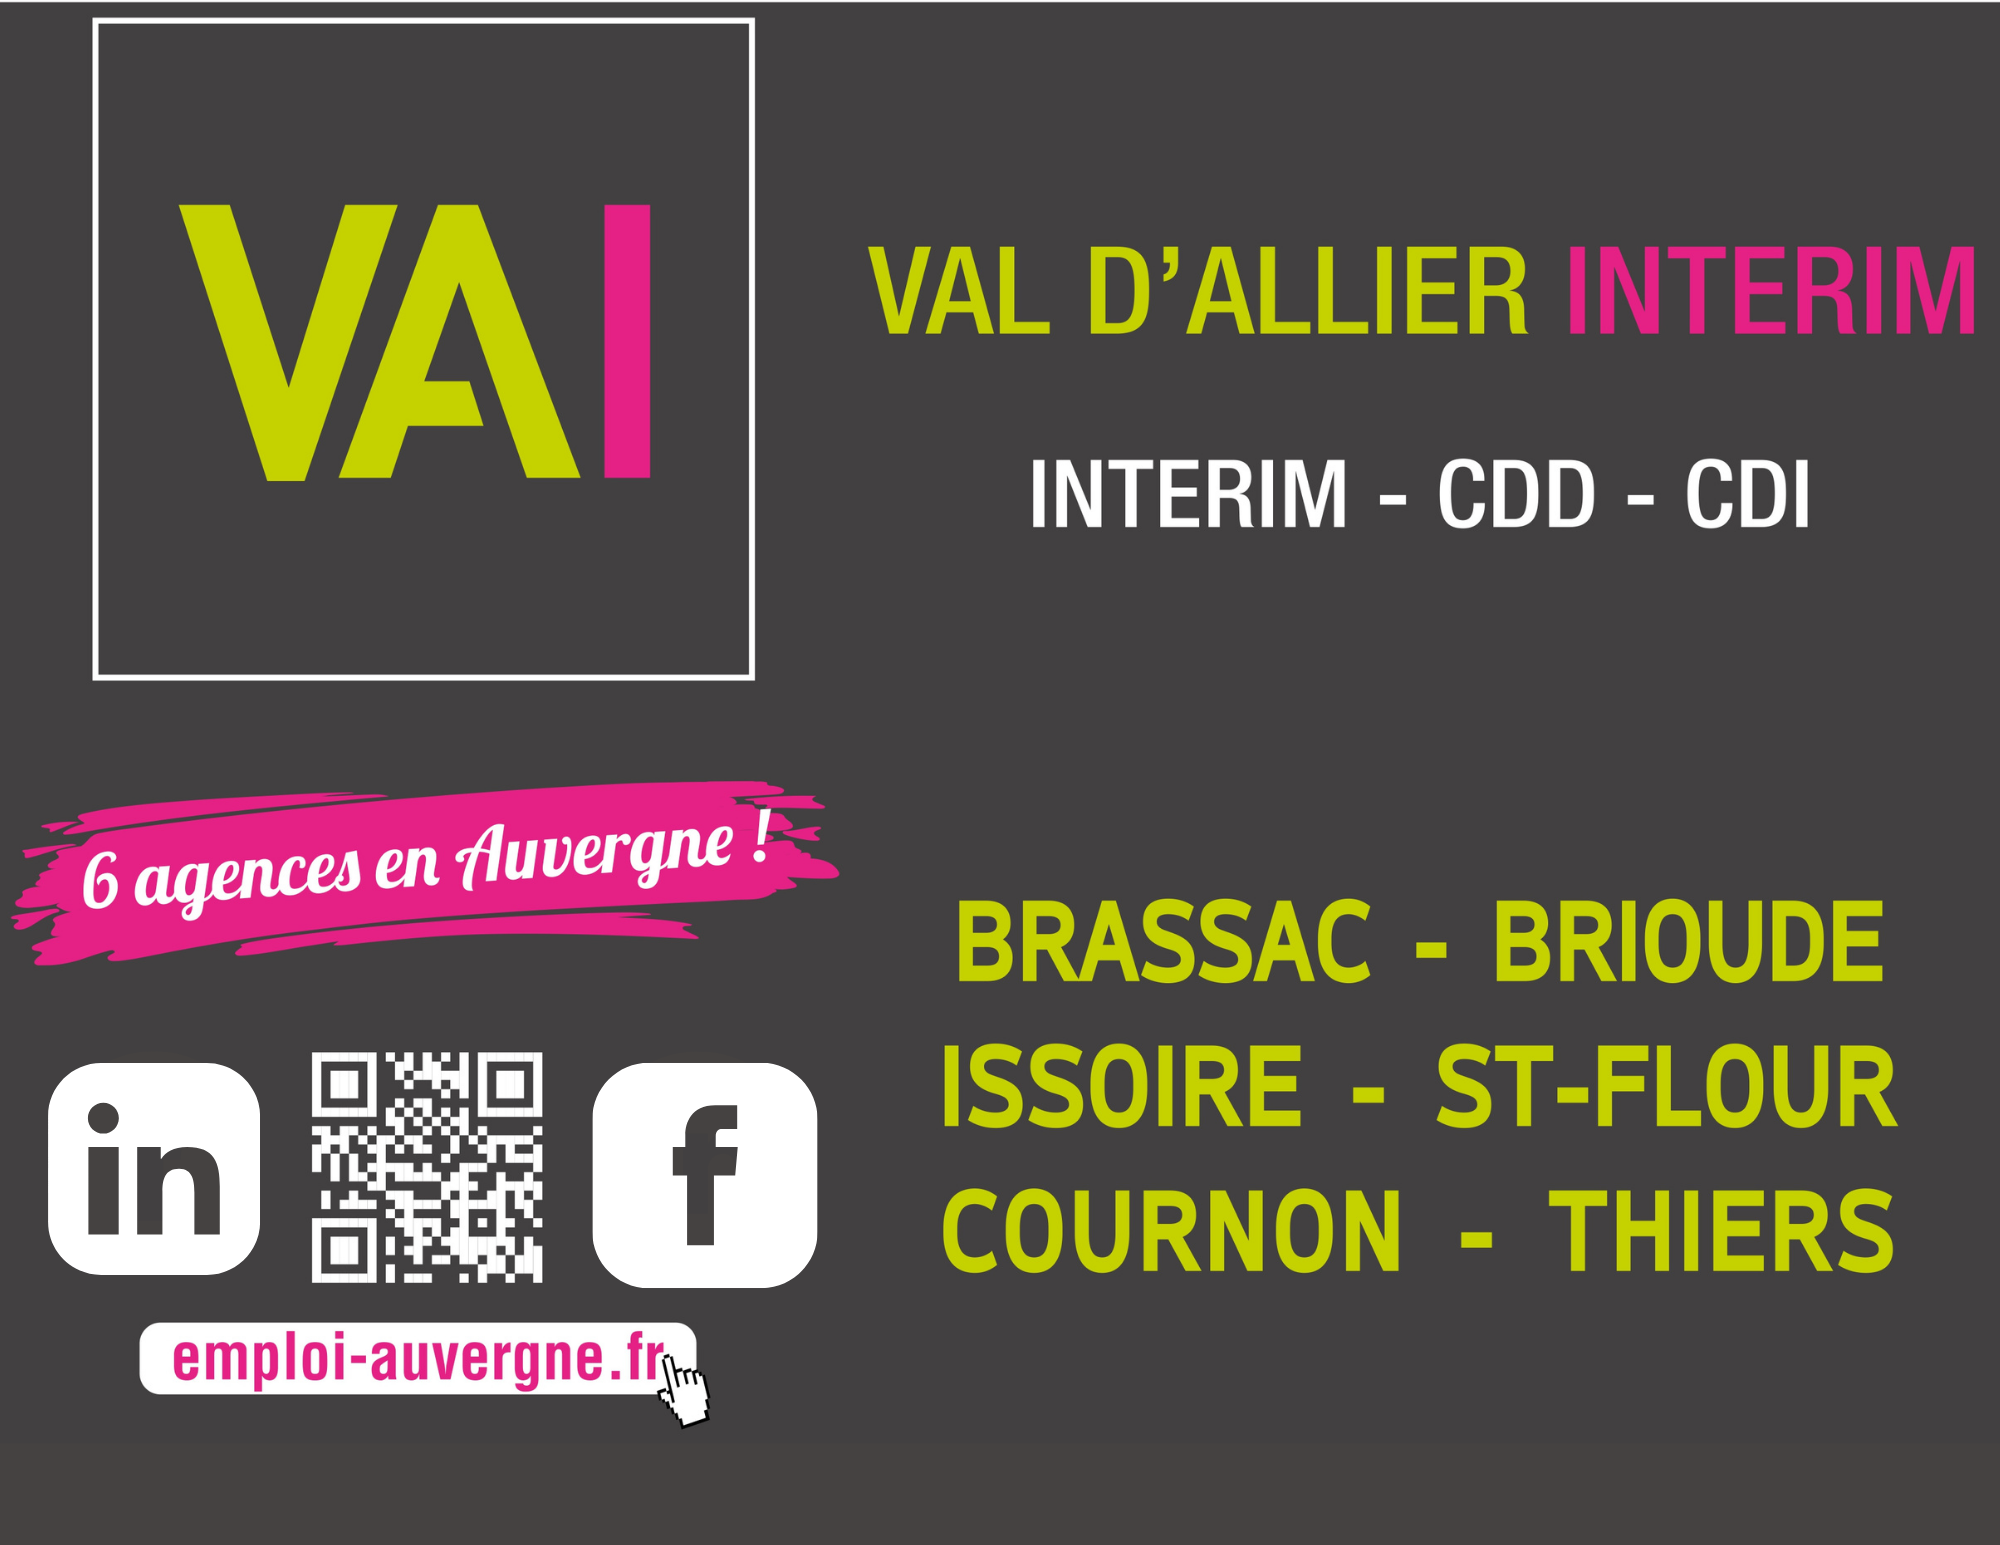 VAI
VAL D’ALLIER INTERIM
INTERIM - CDD - CDI
6 agences en Auvergne !
in
f
emploi-auvergne.fr
BRASSAC - BRIOUDE
ISSOIRE - ST-FLOUR
COURNON - THIERS